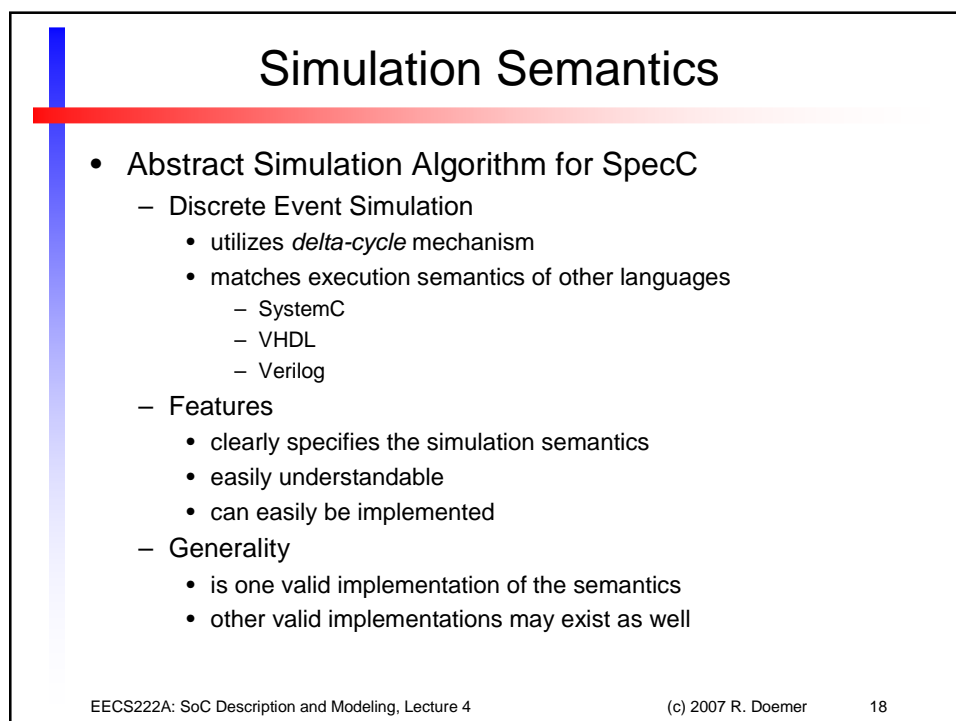 Simulation Semantics
• Abstract Simulation Algorithm for SpecC
– Discrete Event Simulation
• utilizes delta-cycle mechanism
• matches execution semantics of other languages
– SystemC
– VHDL
– Verilog
– Features
• clearly specifies the simulation semantics
• easily understandable
• can easily be implemented
– Generality
• is one valid implementation of the semantics
• other valid implementations may exist as well
EECS222A: SoC Description and Modeling, Lecture 4 (c) 2007 R. Doemer 18